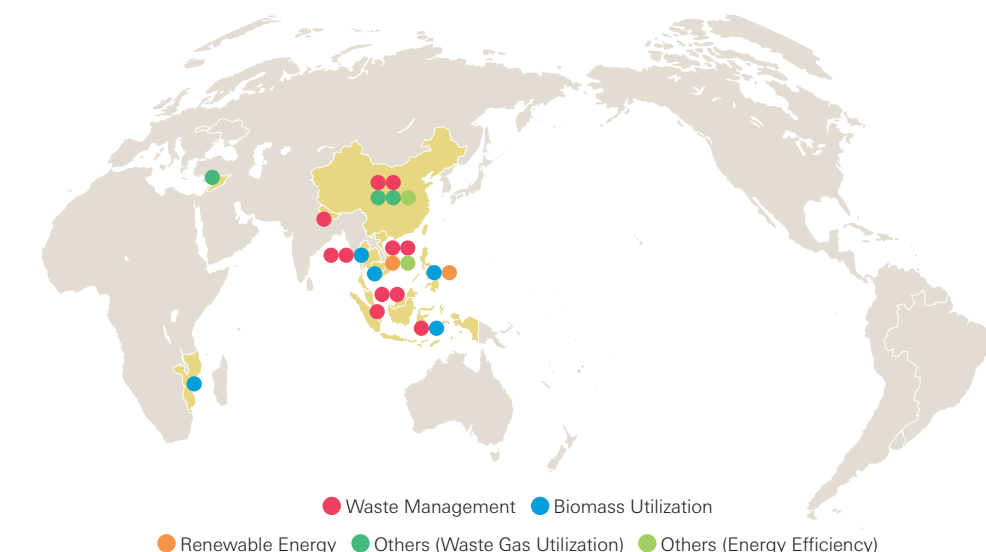 Waste Management Biomass Utilization
Renewable Energy Others (Waste Gas Utilization) Others (Energy Efficiency)